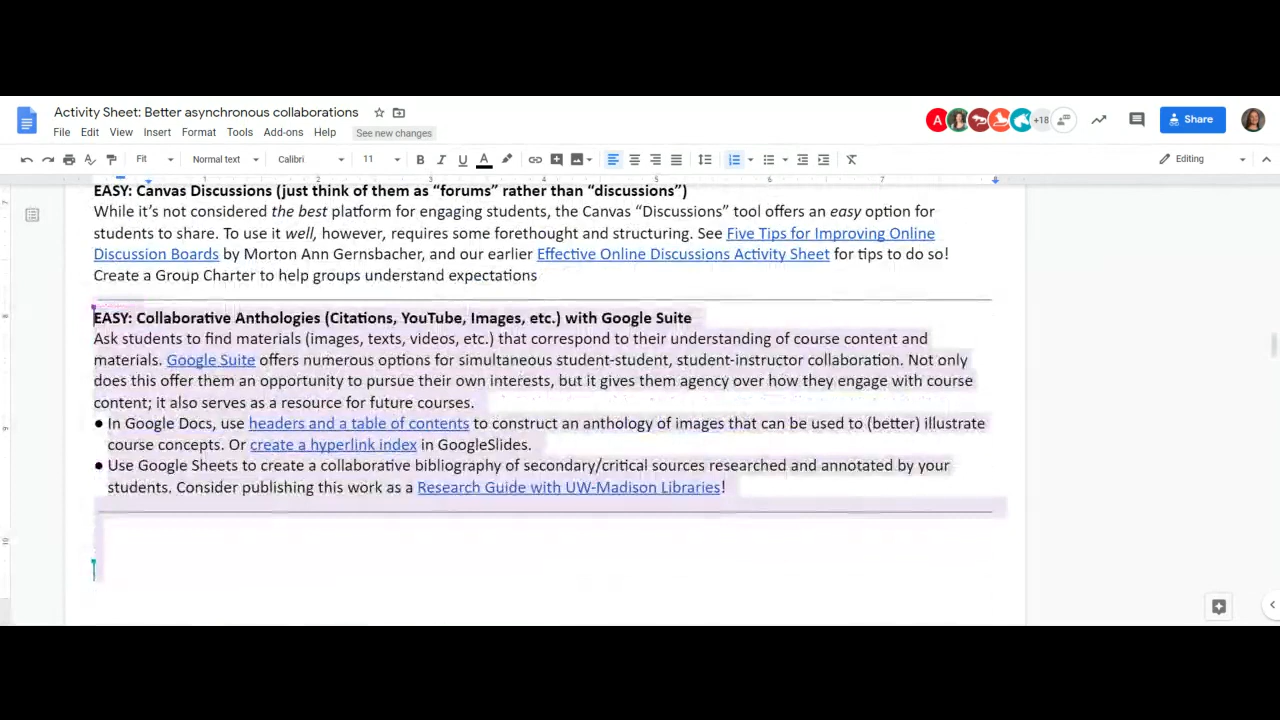 Activity Sheet: Better asynchronous collaborations
File Edit View Insert Format Tools Add-ons Help See new changes
A +18 Share
Fit Normal text Calibri 11 B I U A Editing
1 2 3 4 5 6 7
EASY: Canvas Discussions (just think of them as “forums” rather than “discussions”)
While it’s not considered the best platform for engaging students, the Canvas “Discussions” tool offers an easy option for
students to share. To use it well, however, requires some forethought and structuring. See Five Tips for Improving Online
Discussion Boards by Morton Ann Gernsbacher, and our earlier Effective Online Discussions Activity Sheet for tips to do so!
Create a Group Charter to help groups understand expectations
EASY: Collaborative Anthologies (Citations, YouTube, Images, etc.) with Google Suite
Ask students to find materials (images, texts, videos, etc.) that correspond to their understanding of course content and
materials. Google Suite offers numerous options for simultaneous student-student, student-instructor collaboration. Not only
does this offer them an opportunity to pursue their own interests, but it gives them agency over how they engage with course
content; it also serves as a resource for future courses.
● In Google Docs, use headers and a table of contents to construct an anthology of images that can be used to (better) illustrate
course concepts. Or create a hyperlink index in GoogleSlides.
● Use Google Sheets to create a collaborative bibliography of secondary/critical sources researched and annotated by your
students. Consider publishing this work as a Research Guide with UW-Madison Libraries!